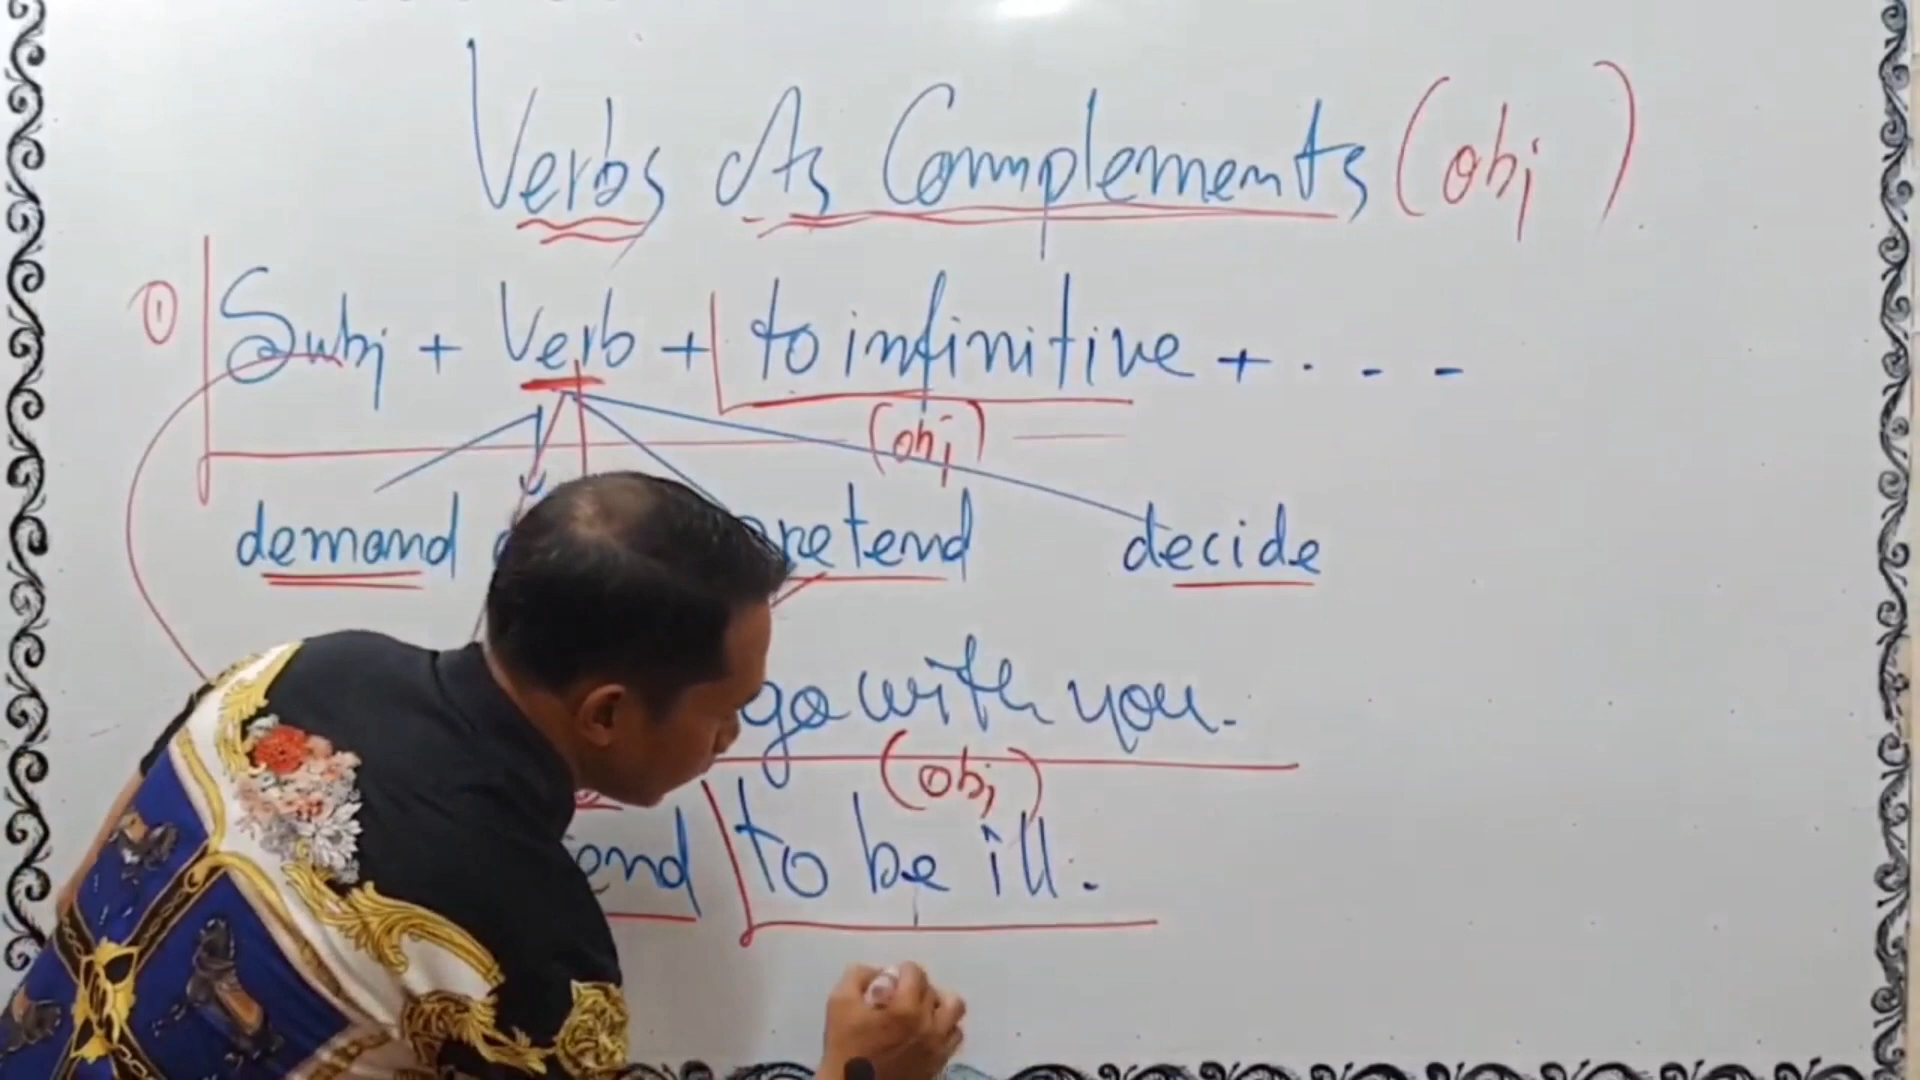 Verbs As Complements (obj)
① Subj + Verb + to infinitive + . - -
(obj)
demand pretend decide
go with you.
(obj)
to be ill.